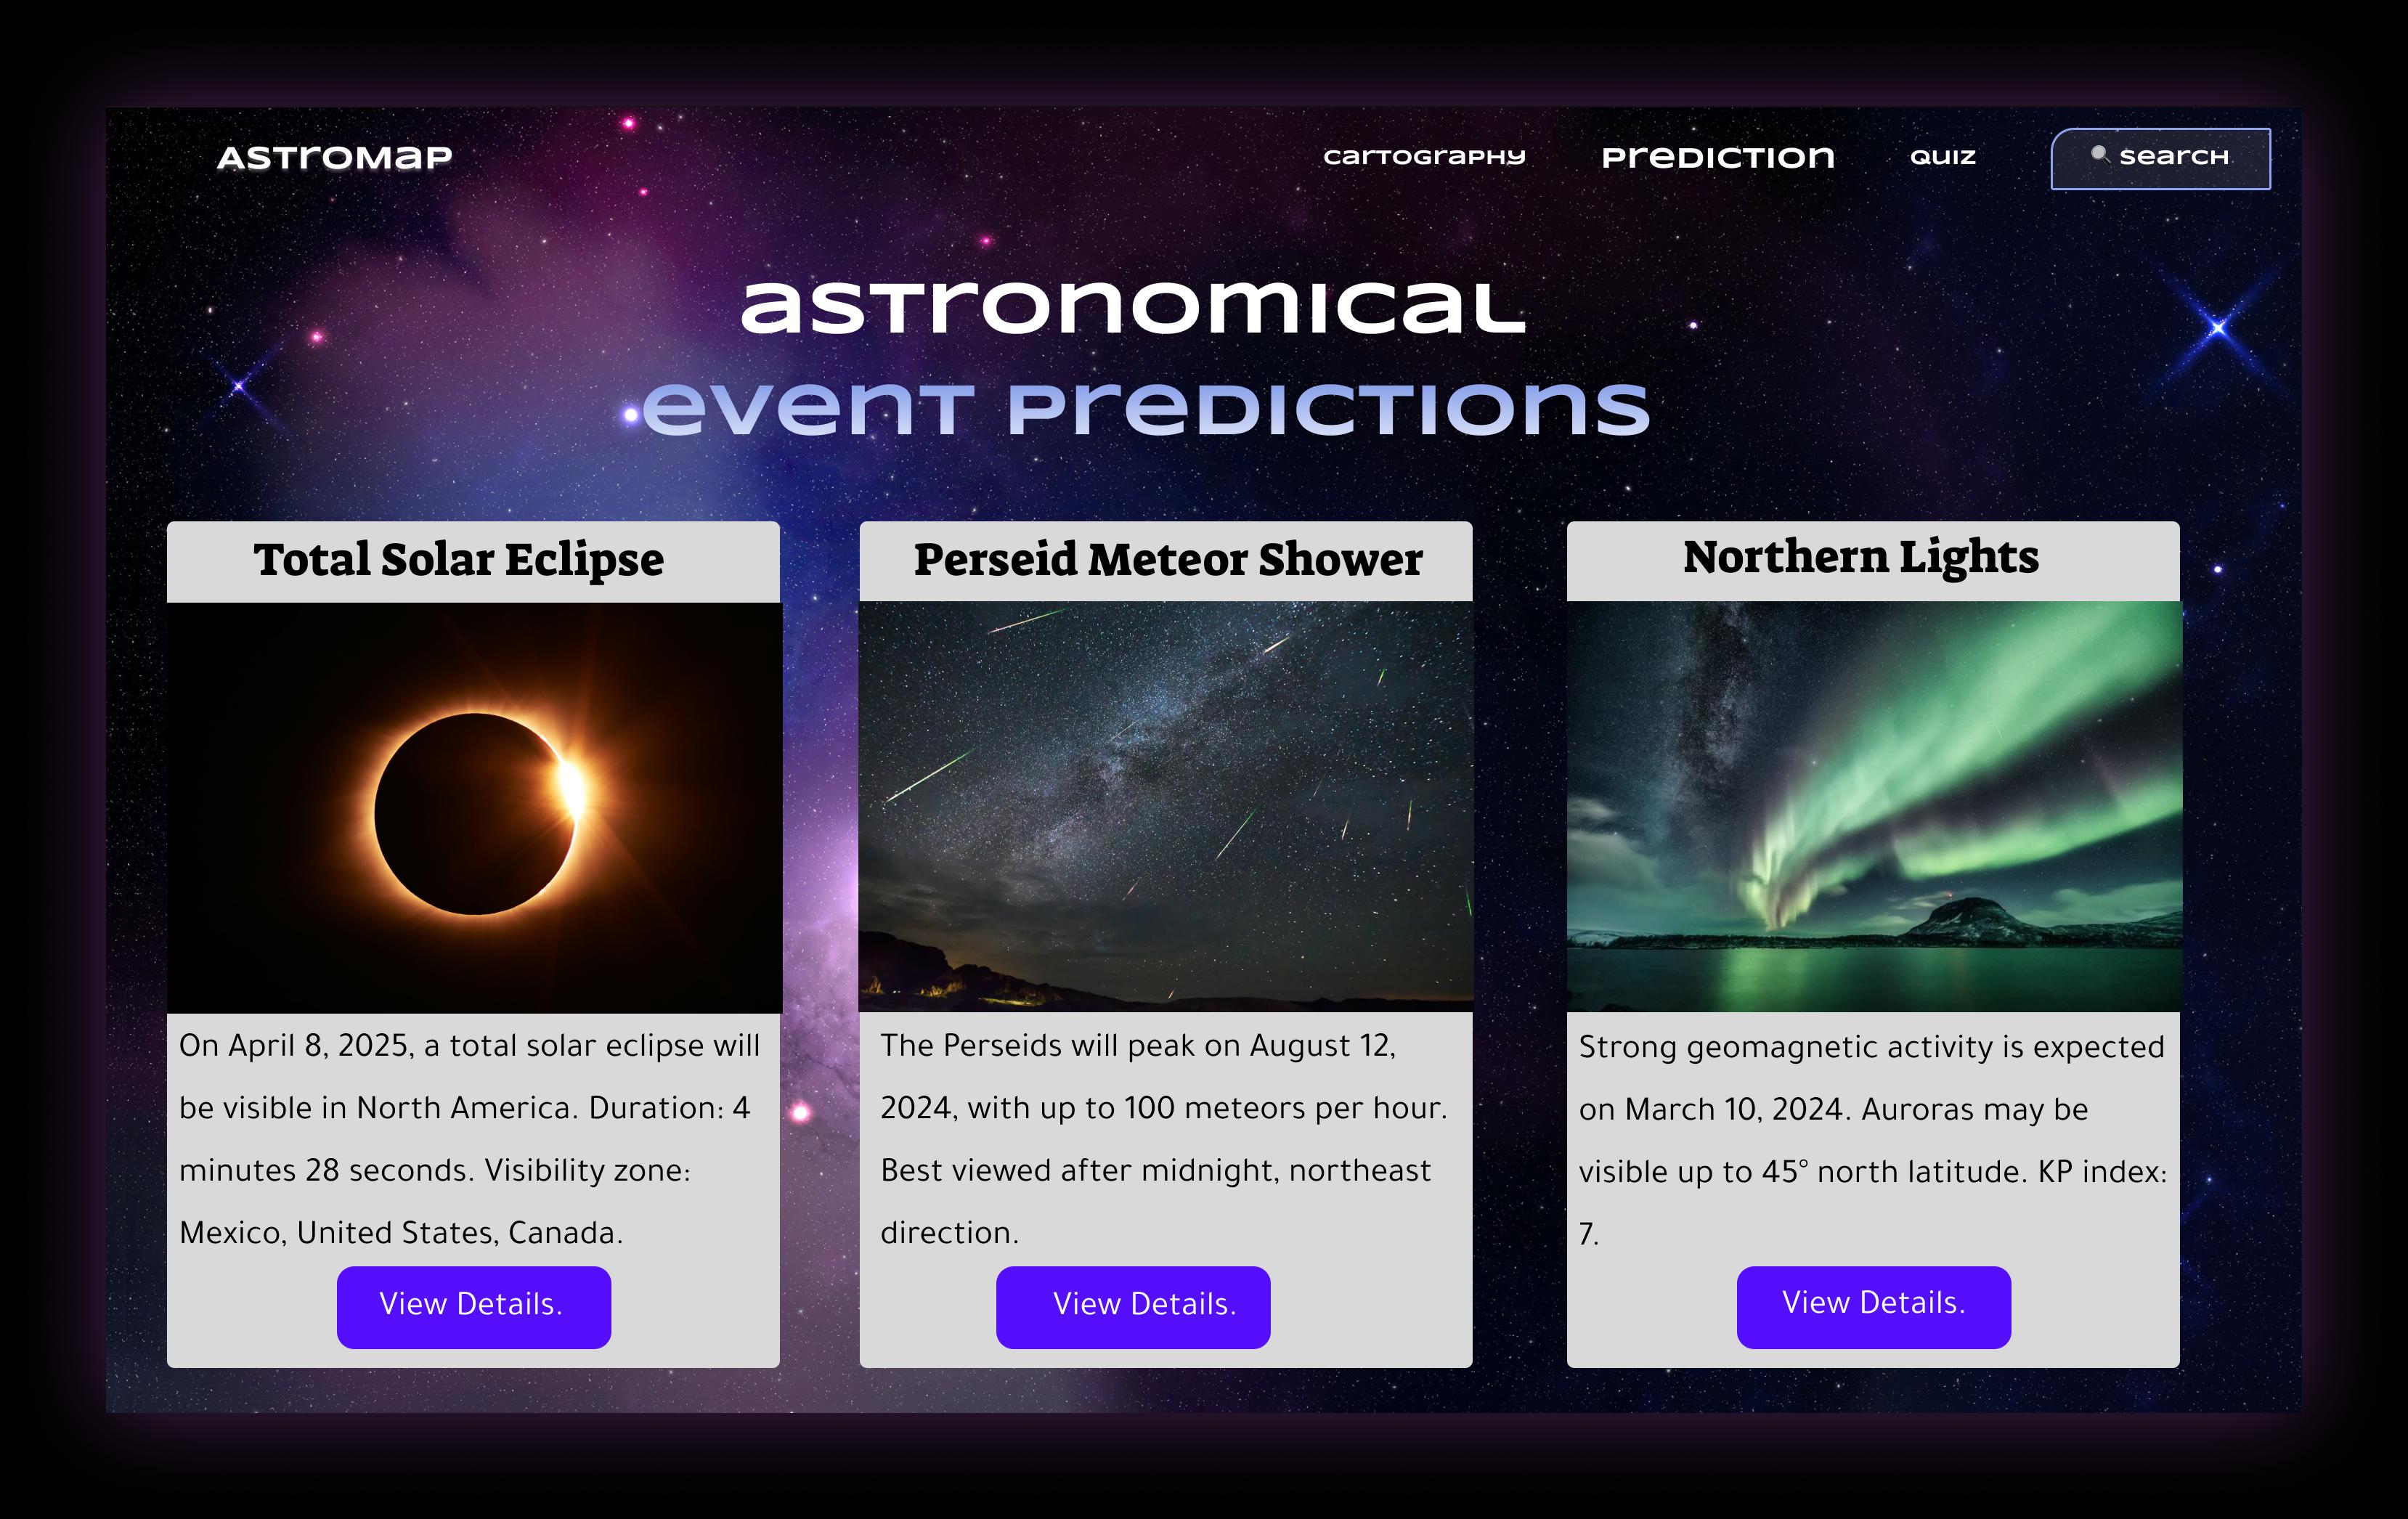 ASTROMAP
CARTOGRAPHY
PREDICTION
QUIZ
🔍 SEARCH
ASTRONOMICAL
EVENT PREDICTIONS
Total Solar Eclipse
On April 8, 2025, a total solar eclipse will
be visible in North America. Duration: 4
minutes 28 seconds. Visibility zone:
Mexico, United States, Canada.
View Details.
Perseid Meteor Shower
The Perseids will peak on August 12,
2024, with up to 100 meteors per hour.
Best viewed after midnight, northeast
direction.
View Details.
Northern Lights
Strong geomagnetic activity is expected
on March 10, 2024. Auroras may be
visible up to 45° north latitude. KP index:
7.
View Details.